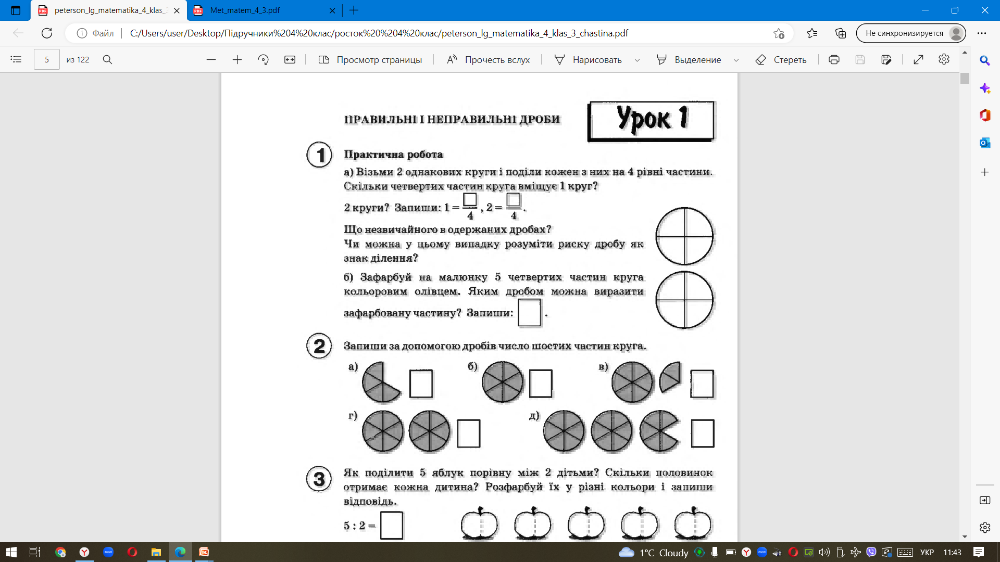 peterson_lg_matematika_4_klas_3
Met_matem_4_3.pdf
Файл
C:/Users/user/Desktop/Підручники%204%20клас/росток%20%204%20клас/peterson_lg_matematika_4_klas_3_chastina.pdf
Не синхронизируется
5 из 122
Просмотр страницы
Прочесть вслух
Нарисовать
Выделение
Стереть
ПРАВИЛЬНІ І НЕПРАВИЛЬНІ ДРОБИ
Урок 1
1 Практична робота
а) Візьми 2 однакових круги і поділи кожен з них на 4 рівні частини.
Скільки четвертих частин круга вміщує 1 круг?
2 круги? Запиши: 1 = □/4 , 2 = □/4 .
Що незвичайного в одержаних дробах?
Чи можна у цьому випадку розуміти риску дробу як
знак ділення?
б) Зафарбуй на малюнку 5 четвертих частин круга
кольоровим олівцем. Яким дробом можна виразити
зафарбовану частину? Запиши: □ .
2 Запиши за допомогою дробів число шостих частин круга.
а) б) в)
г) д)
3 Як поділити 5 яблук порівну між 2 дітьми? Скільки половинок
отримає кожна дитина? Розфарбуй їх у різні кольори і запиши
відповідь.
5 : 2 = □
zoom
1°C Cloudy
zoom
УКР
11:43